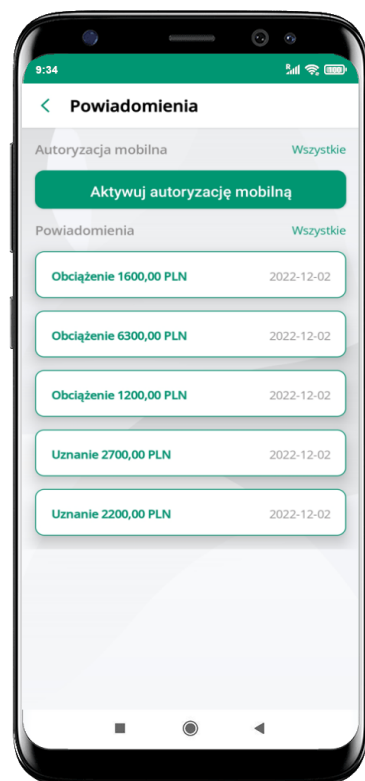 9:34
Powiadomienia
Autoryzacja mobilna Wszystkie
Aktywuj autoryzację mobilną
Powiadomienia Wszystkie
Obciążenie 1600,00 PLN 2022-12-02
Obciążenie 6300,00 PLN 2022-12-02
Obciążenie 1200,00 PLN 2022-12-02
Uznanie 2700,00 PLN 2022-12-02
Uznanie 2200,00 PLN 2022-12-02